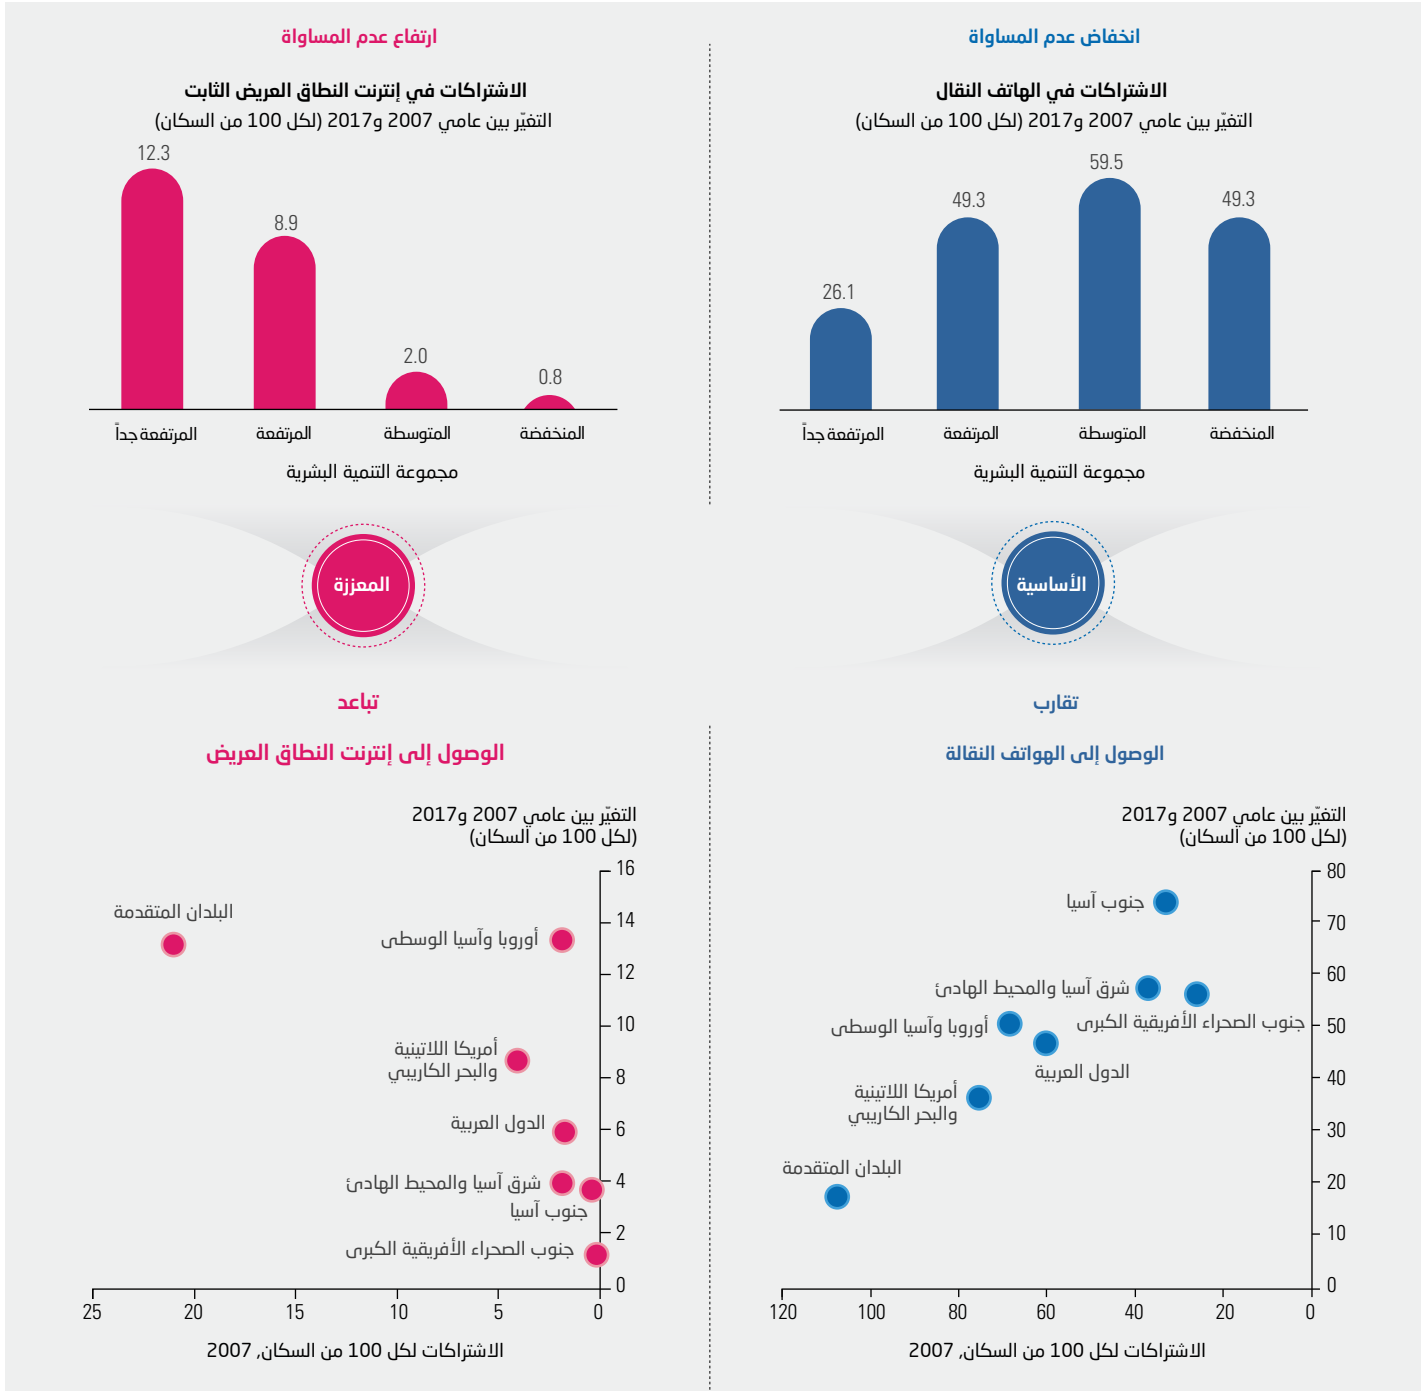 انخفاض عدم المساواة
الاشتراكات في الهاتف النقال
التغيّر بين عامي 2007 و2017 (لكل 100 من السكان)
49.3
59.5
49.3
26.1
المنخفضة
المتوسطة
المرتفعة
المرتفعة جداً
مجموعة التنمية البشرية
ارتفاع عدم المساواة
الاشتراكات في إنترنت النطاق العريض الثابت
التغيّر بين عامي 2007 و2017 (لكل 100 من السكان)
0.8
2.0
8.9
12.3
المنخفضة
المتوسطة
المرتفعة
المرتفعة جداً
مجموعة التنمية البشرية
الأساسية
المعززة
تقارب
الوصول إلى الهواتف النقالة
التغيّر بين عامي 2007 و2017
(لكل 100 من السكان)
80
70
60
50
40
30
20
10
0
جنوب آسيا
شرق آسيا والمحيط الهادئ
جنوب الصحراء الأفريقية الكبرى
أوروبا وآسيا الوسطى
الدول العربية
أمريكا اللاتينية
والبحر الكاريبي
البلدان المتقدمة
0
20
40
60
80
100
120
الاشتراكات لكل 100 من السكان, 2007
تباعد
الوصول إلى إنترنت النطاق العريض
التغيّر بين عامي 2007 و2017
(لكل 100 من السكان)
16
14
12
10
8
6
4
2
0
البلدان المتقدمة
أوروبا وآسيا الوسطى
أمريكا اللاتينية
والبحر الكاريبي
الدول العربية
شرق آسيا والمحيط الهادئ
جنوب آسيا
جنوب الصحراء الأفريقية الكبرى
0
5
10
15
20
25
الاشتراكات لكل 100 من السكان, 2007